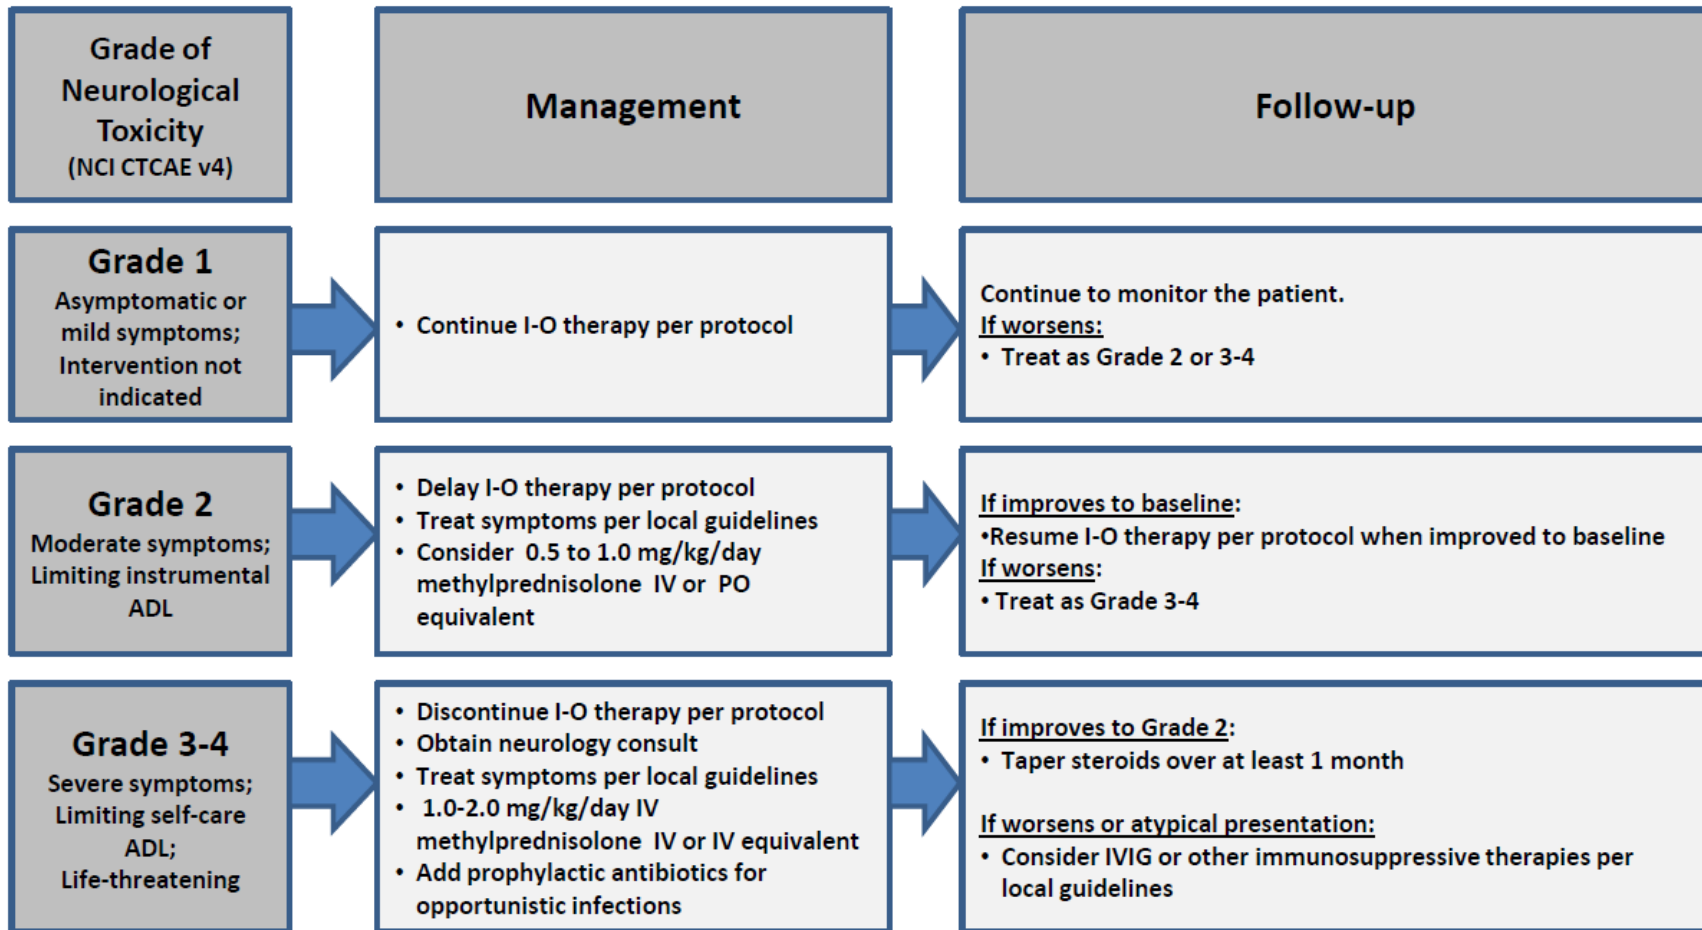 Grade of
Neurological
Toxicity
(NCI CTCAE v4)
Management
Follow-up
Grade 1
Asymptomatic or
mild symptoms;
Intervention not
indicated
• Continue I-O therapy per protocol
Continue to monitor the patient.
If worsens:
• Treat as Grade 2 or 3-4
Grade 2
Moderate symptoms;
Limiting instrumental
ADL
• Delay I-O therapy per protocol
• Treat symptoms per local guidelines
• Consider 0.5 to 1.0 mg/kg/day
methylprednisolone IV or PO
equivalent
If improves to baseline:
•Resume I-O therapy per protocol when improved to baseline
If worsens:
• Treat as Grade 3-4
Grade 3-4
Severe symptoms;
Limiting self-care
ADL;
Life-threatening
• Discontinue I-O therapy per protocol
• Obtain neurology consult
• Treat symptoms per local guidelines
• 1.0-2.0 mg/kg/day IV
methylprednisolone IV or IV equivalent
• Add prophylactic antibiotics for
opportunistic infections
If improves to Grade 2:
• Taper steroids over at least 1 month
If worsens or atypical presentation:
• Consider IVIG or other immunosuppressive therapies per
local guidelines